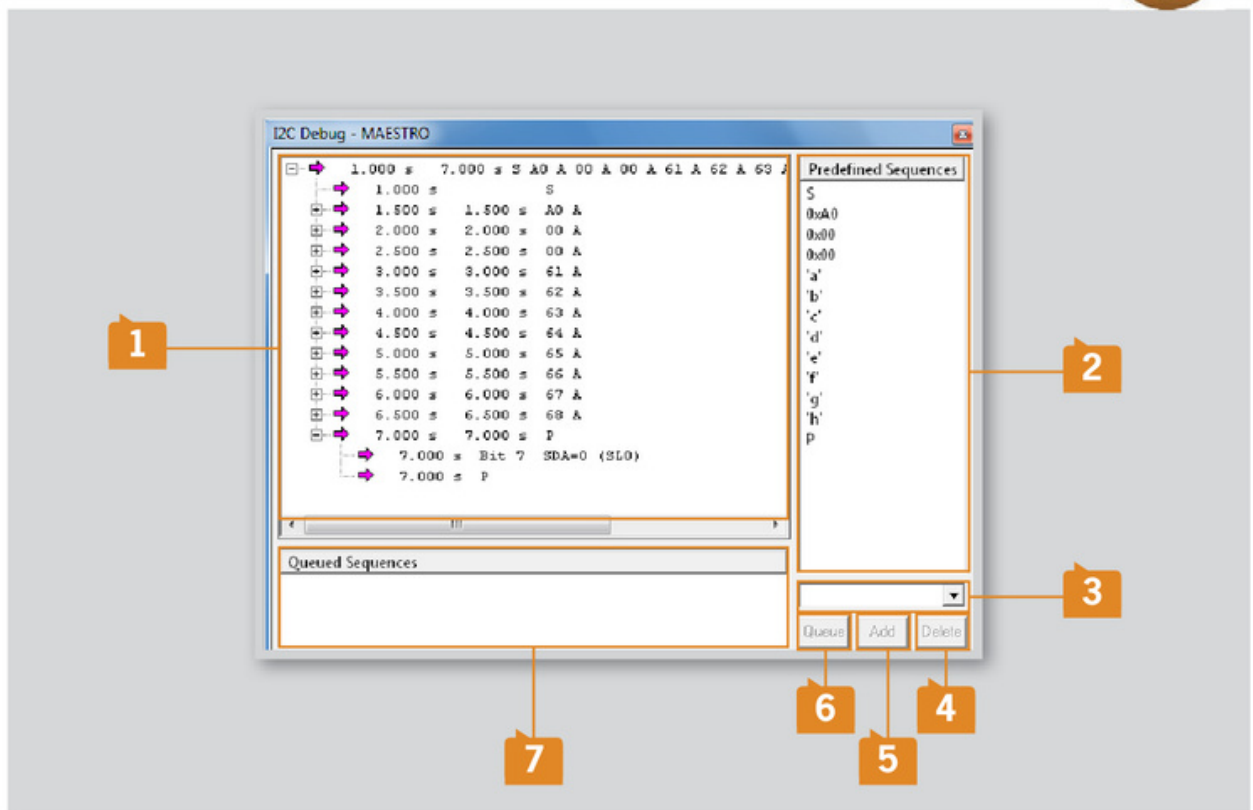 I2C Debug - MAESTRO
1.000 s 7.000 s S A0 A 00 A 00 A 61 A 62 A 63 A
1.000 s S
1.500 s 1.500 s A0 A
2.000 s 2.000 s 00 A
2.500 s 2.500 s 00 A
3.000 s 3.000 s 61 A
3.500 s 3.500 s 62 A
4.000 s 4.000 s 63 A
4.500 s 4.500 s 64 A
5.000 s 5.000 s 65 A
5.500 s 5.500 s 66 A
6.000 s 6.000 s 67 A
6.500 s 6.500 s 68 A
7.000 s 7.000 s P
7.000 s Bit 7 SDA=0 (SL0)
7.000 s P
Queued Sequences
Predefined Sequences
S
0xA0
0x00
0x00
'a'
'b'
'c'
'd'
'e'
'f'
'g'
'h'
P
Queue Add Delete
1
2
3
4
5
6
7